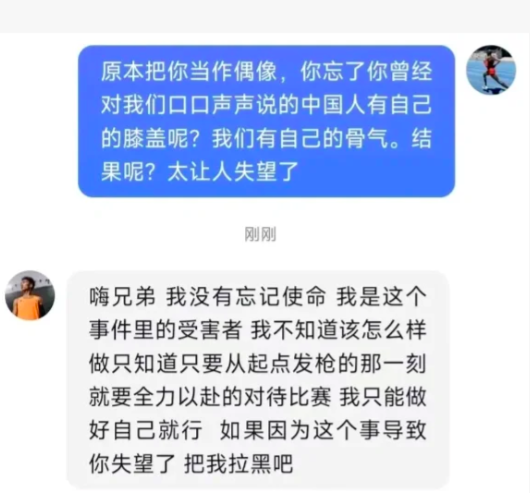 原本把你当作偶像，你忘了你曾经
对我们口口声声说的中国人有自己
的膝盖呢？我们有自己的骨气。结
果呢？太让人失望了
刚刚
嗨兄弟 我没有忘记使命 我是这个
事件里的受害者 我不知道该怎么样
做只知道只要从起点发枪的那一刻
就要全力以赴的对待比赛 我只能做
好自己就行 如果因为这个事导致
你失望了 把我拉黑吧